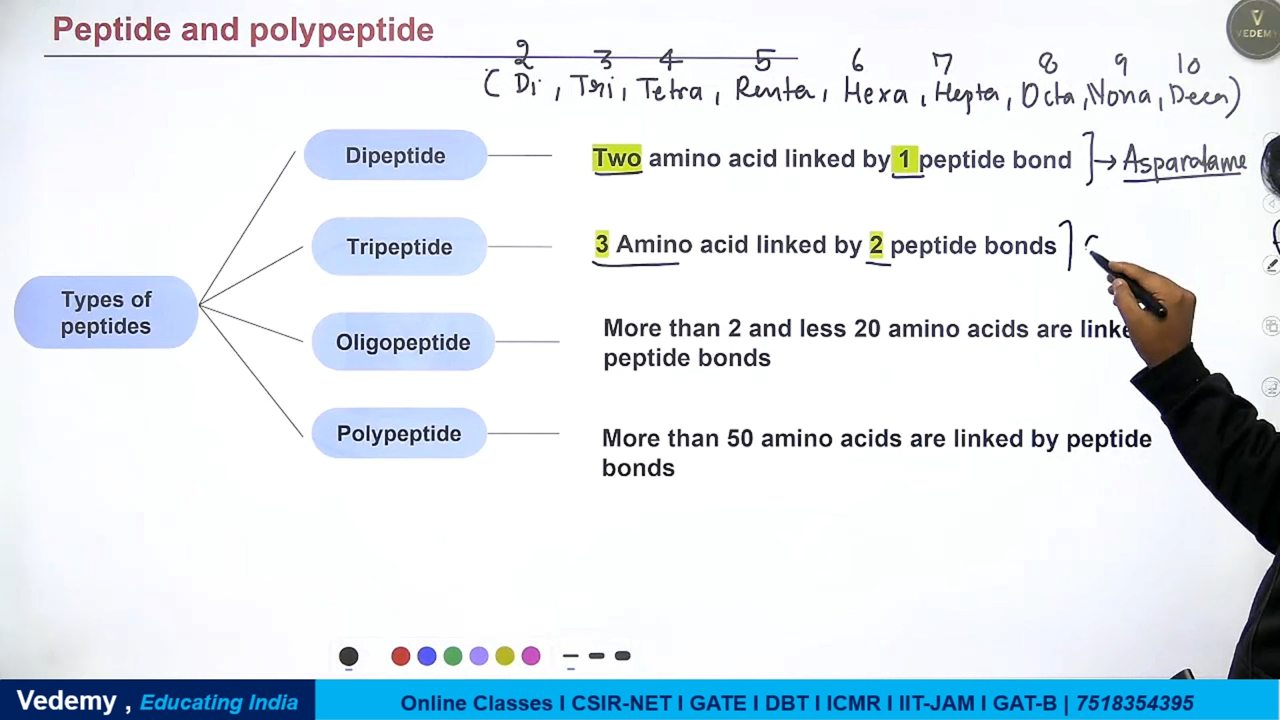 Peptide and polypeptide
V
VEDEMY
2 3 4 5 6 7 8 9 10
( Di , Tri , Tetra , Penta , Hexa , Hepta , Octa , Nona , Deca )
Dipeptide
Two amino acid linked by 1 peptide bond
→ Asparatame
Tripeptide
3 Amino acid linked by 2 peptide bonds
Types of
peptides
Oligopeptide
More than 2 and less 20 amino acids are linke
peptide bonds
Polypeptide
More than 50 amino acids are linked by peptide
bonds
Vedemy , Educating India
Online Classes I CSIR-NET I GATE I DBT I ICMR I IIT-JAM I GAT-B | 7518354395